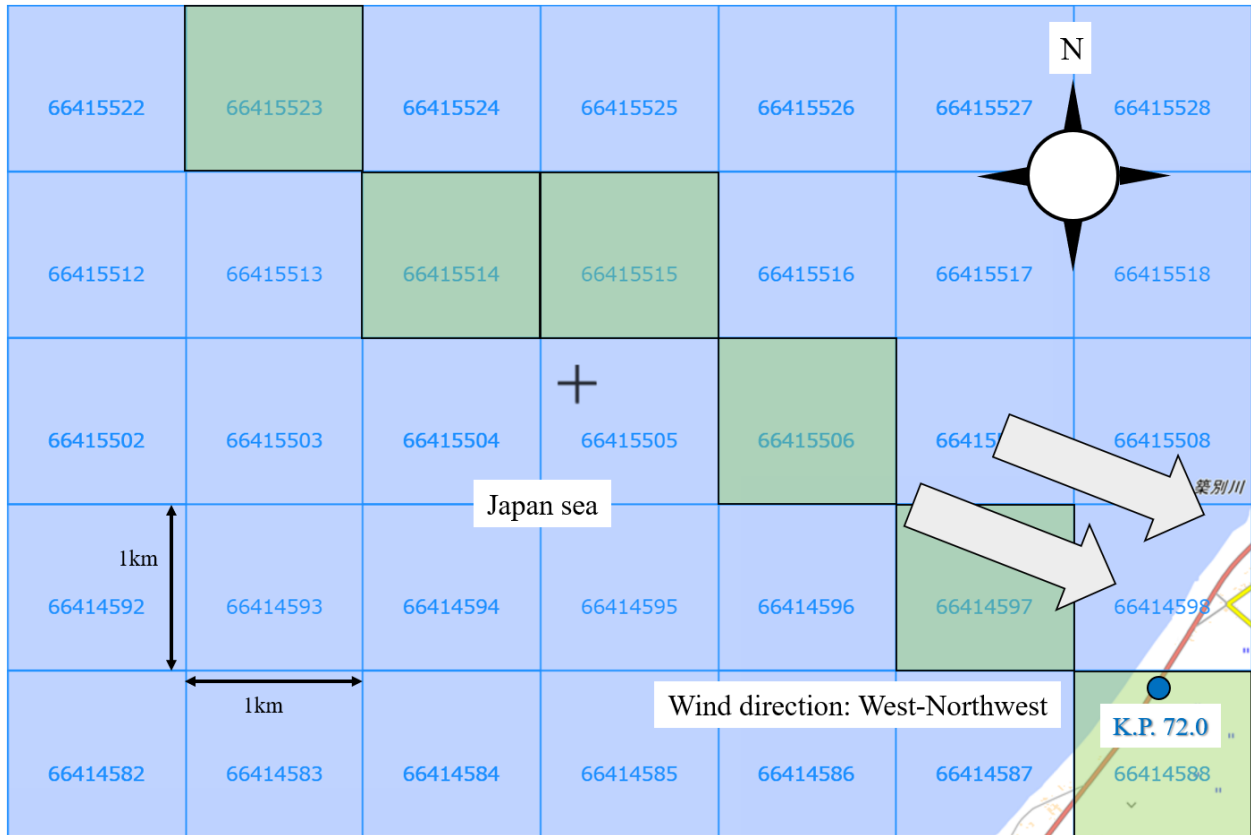 N
66415522 66415523 66415524 66415525 66415526 66415527 66415528
66415512 66415513 66415514 66415515 66415516 66415517 66415518
66415502 66415503 66415504 66415505 66415506 66415508
築別川
Japan sea
1km
66414592 66414593 66414594 66414595 66414596 66414597 66414598
1km
Wind direction: West-Northwest
K.P. 72.0
66414582 66414583 66414584 66414585 66414586 66414587 66414588